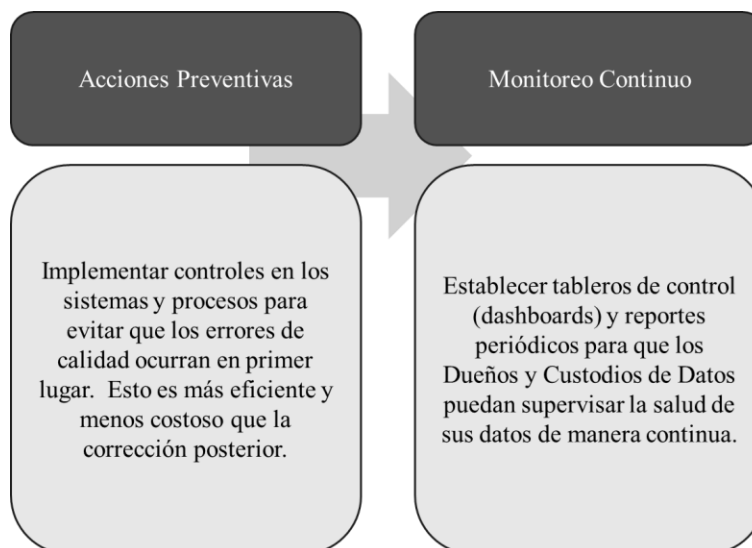 Acciones Preventivas
Monitoreo Continuo
Implementar controles en los
sistemas y procesos para
evitar que los errores de
calidad ocurran en primer
lugar.  Esto es más eficiente y
menos costoso que la
corrección posterior.
Establecer tableros de control
(dashboards) y reportes
periódicos para que los
Dueños y Custodios de Datos
puedan supervisar la salud de
sus datos de manera continua.